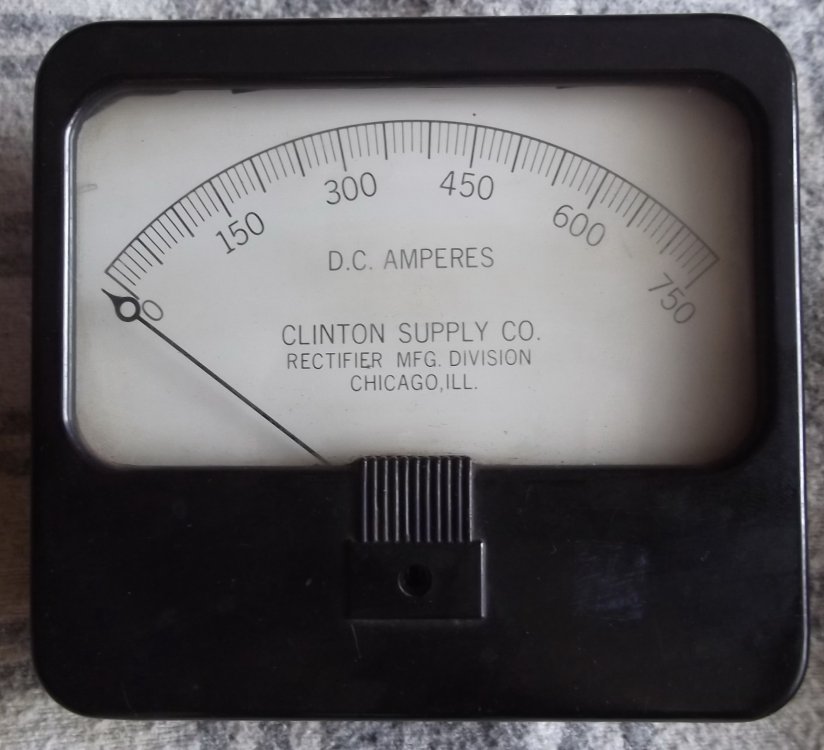 0 150 300 450 600 750
D.C. AMPERES
CLINTON SUPPLY CO.
RECTIFIER MFG. DIVISION
CHICAGO, ILL.